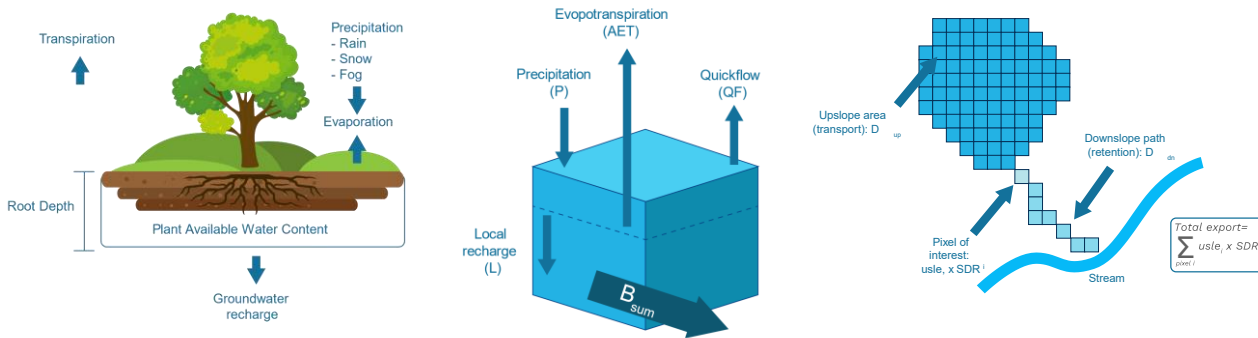 Transpiration
Precipitation
- Rain
- Snow
- Fog
Evaporation
Root Depth
Plant Available Water Content
Groundwater
recharge
Evopotranspiration
(AET)
Precipitation
(P)
Quickflow
(QF)
Local
recharge
(L)
B sum
Upslope area
(transport): D up
Downslope path
(retention): D dn
Pixel of
interest:
usle, x SDR i
Stream
Total export=
∑ usle i x SDR
pixel i